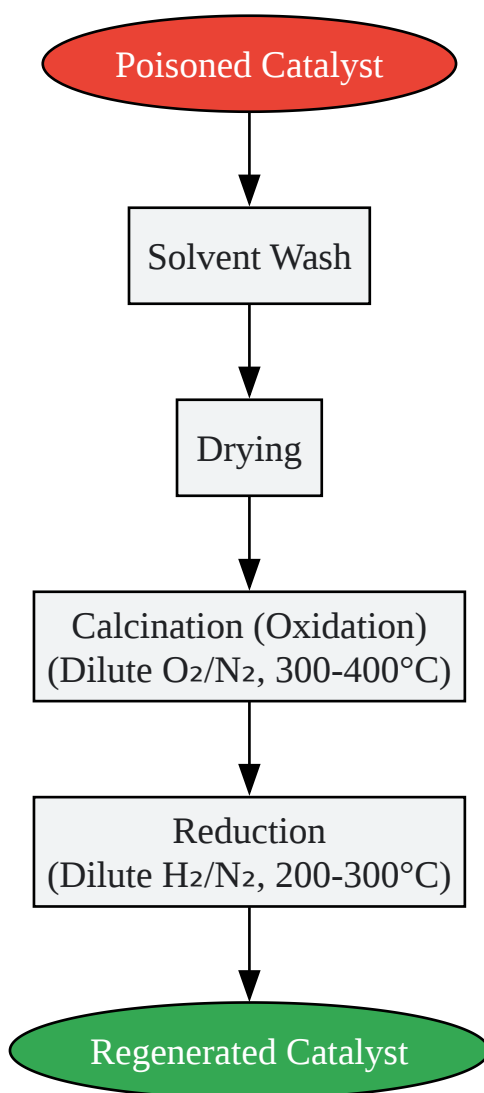 Poisoned Catalyst
Solvent Wash
Drying
Calcination (Oxidation)
(Dilute O₂/N₂, 300-400°C)
Reduction
(Dilute H₂/N₂, 200-300°C)
Regenerated Catalyst